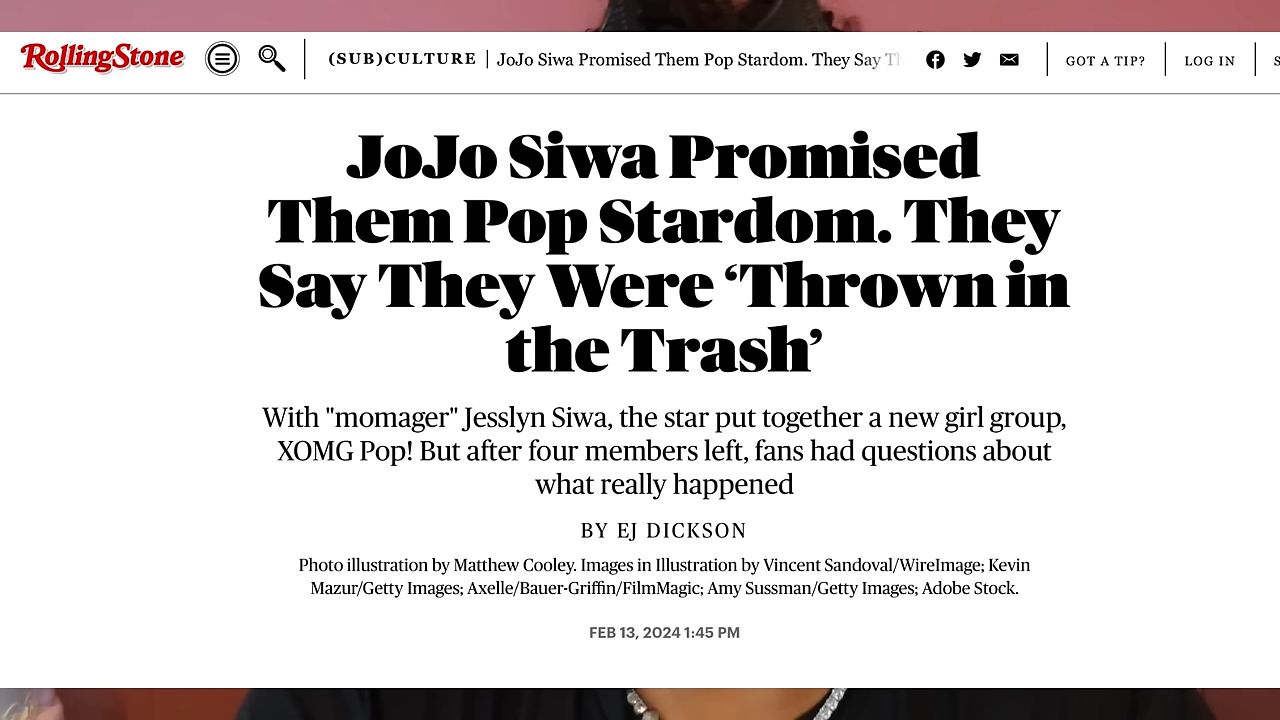 RollingStone (SUB)CULTURE JoJo Siwa Promised Them Pop Stardom. They Say GOT A TIP? LOG IN
JoJo Siwa Promised
Them Pop Stardom. They
Say They Were ‘Thrown in
the Trash’
With "momager" Jesslyn Siwa, the star put together a new girl group,
XOMG Pop! But after four members left, fans had questions about
what really happened
BY EJ DICKSON
Photo illustration by Matthew Cooley. Images in Illustration by Vincent Sandoval/WireImage; Kevin
Mazur/Getty Images; Axelle/Bauer-Griffin/FilmMagic; Amy Sussman/Getty Images; Adobe Stock.
FEB 13, 2024 1:45 PM